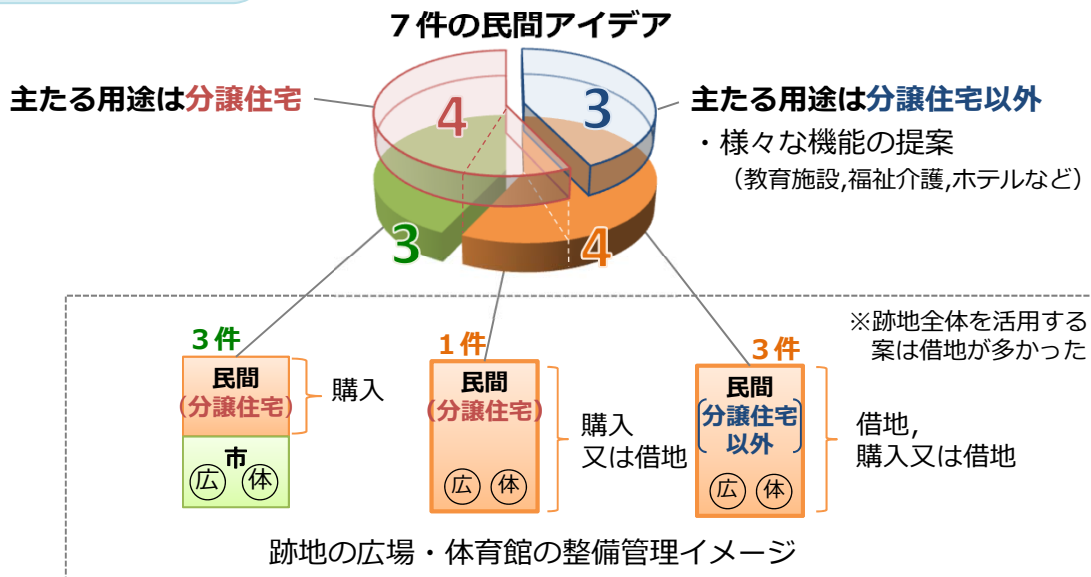 ７件の民間アイデア
主たる用途は分譲住宅
4
3
主たる用途は分譲住宅以外
・様々な機能の提案
（教育施設,福祉介護,ホテルなど）
3
4
※跡地全体を活用する
案は借地が多かった
３件
民間
(分譲住宅)
購入
市
広 体
１件
民間
(分譲住宅)
購入
又は借地
広 体
３件
民間
分譲住宅
以外
借地,
購入又は借地
広 体
跡地の広場・体育館の整備管理イメージ